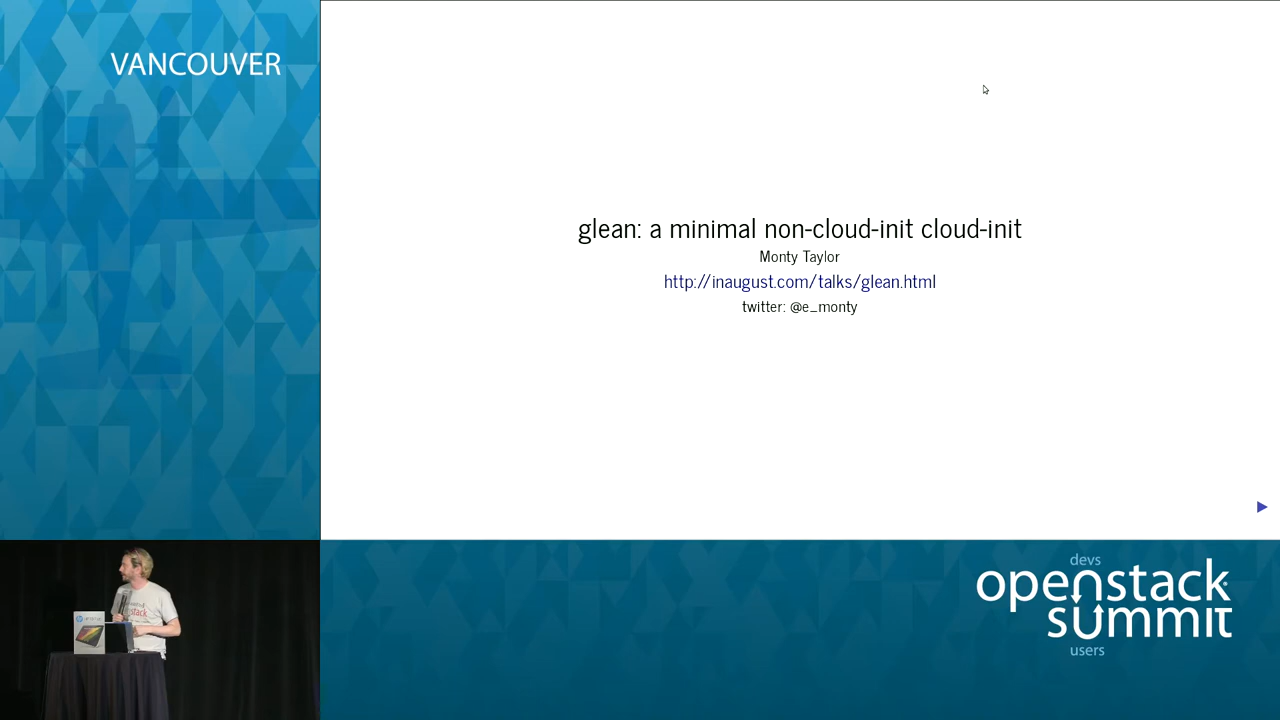 VANCOUVER
glean: a minimal non-cloud-init cloud-init
Monty Taylor
http://inaugust.com/talks/glean.html
twitter: @e_monty
devs
openstack
summit
users